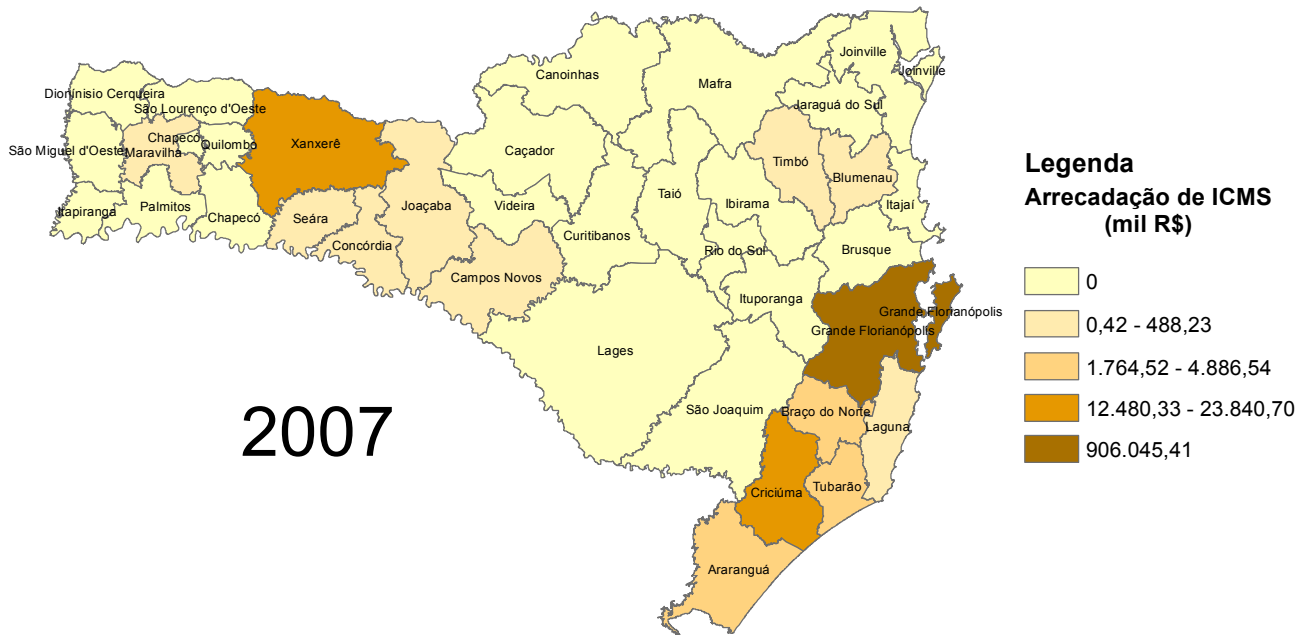 Joinville
Joinville
Canoinhas
Mafra
Dionísio Cerqueira
São Lourenço d'Oeste
Jaraguá do Sul
Chapecó
Xanxerê
São Miguel d'Oeste
Maravilha
Quilombo
Caçador
Timbó
Blumenau
Itapiranga
Palmitos
Chapecó
Seára
Joaçaba
Videira
Taió
Ibirama
Itajaí
Concórdia
Curitibanos
Rio do Sul
Brusque
Campos Novos
Ituporanga
Grande Florianópolis
Grande Florianópolis
Lages
São Joaquim
Braço do Norte
Laguna
Criciúma
Tubarão
Araranguá
2007
Legenda
Arrecadação de ICMS
(mil R$)
0
0,42 - 488,23
1.764,52 - 4.886,54
12.480,33 - 23.840,70
906.045,41